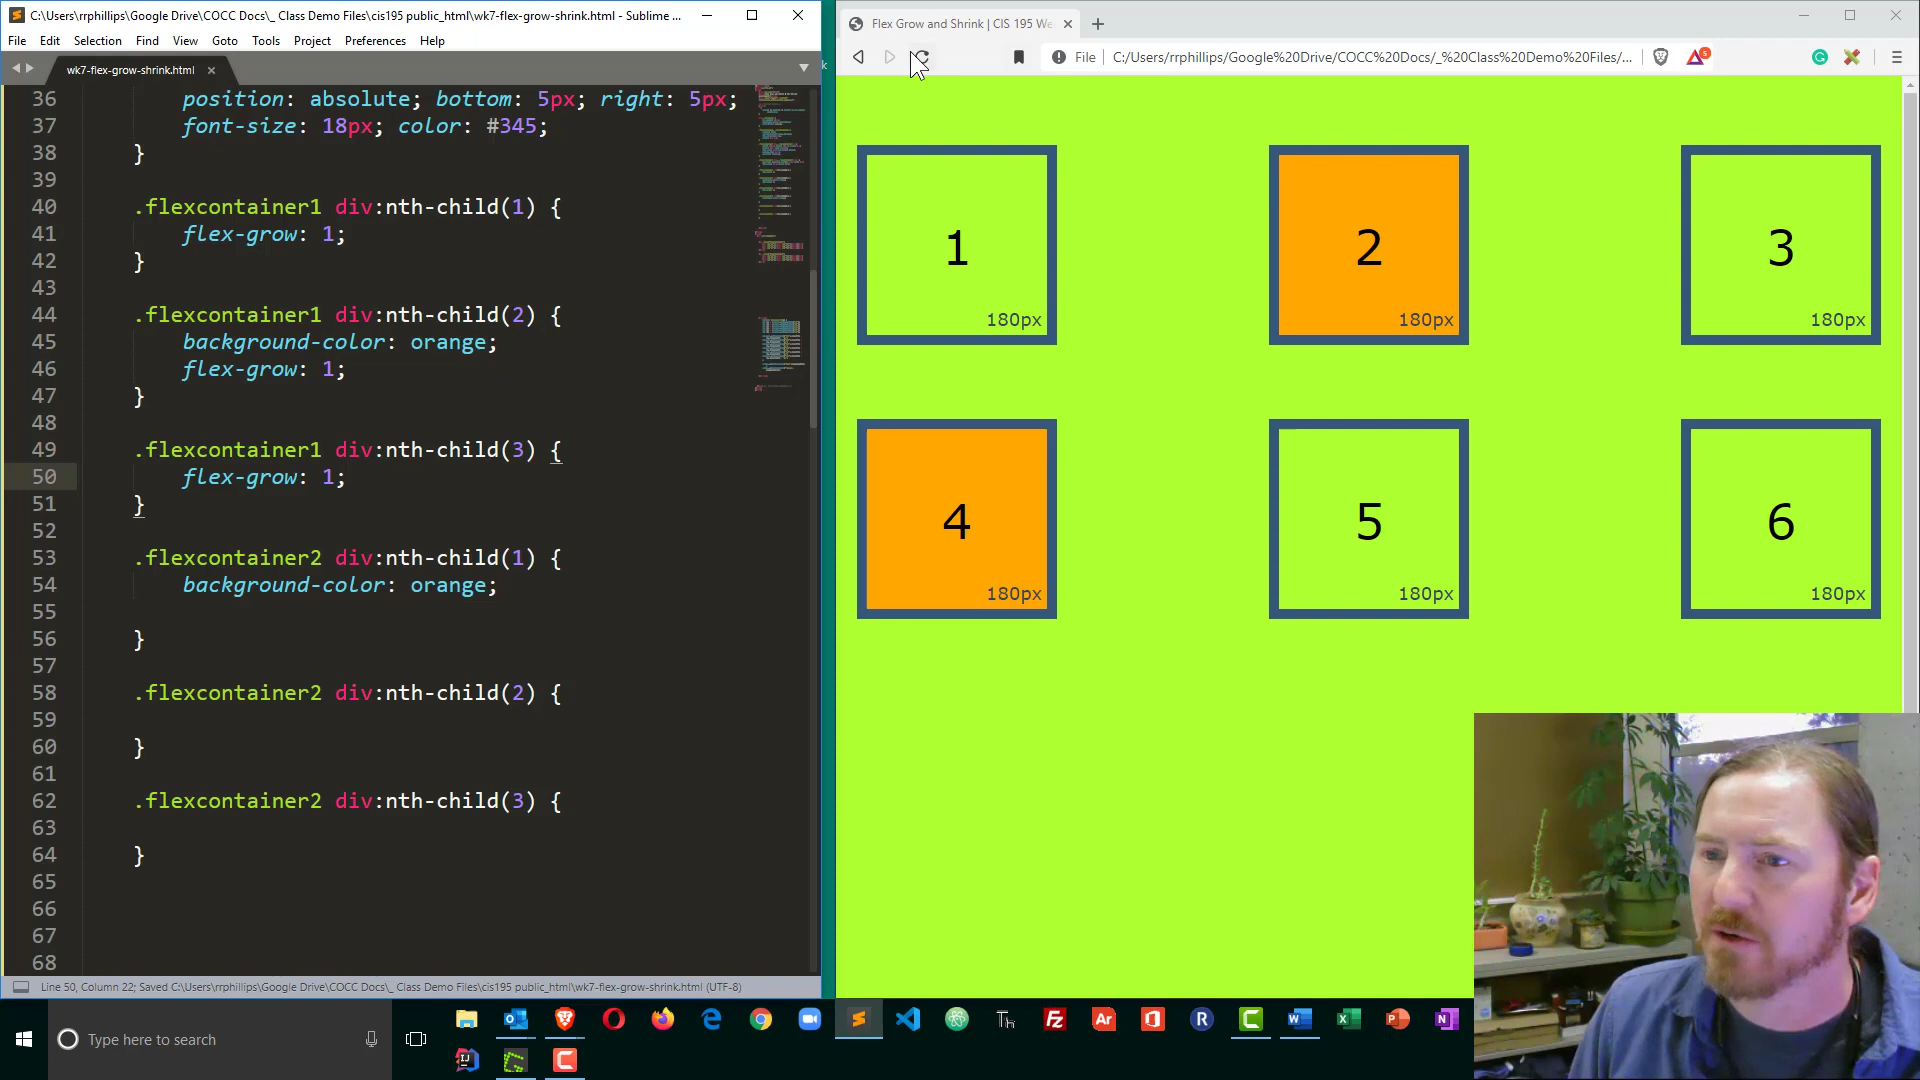 C:\Users\rrphillips\Google Drive\COCC Docs\_ Class Demo Files\cis195 public_html\wk7-flex-grow-shrink.html - Sublime ...
File Edit Selection Find View Goto Tools Project Preferences Help
wk7-flex-grow-shrink.html
36 position: absolute; bottom: 5px; right: 5px;
37 font-size: 18px; color: #345;
38 }
39
40 .flexcontainer1 div:nth-child(1) {
41 flex-grow: 1;
42 }
43
44 .flexcontainer1 div:nth-child(2) {
45 background-color: orange;
46 flex-grow: 1;
47 }
48
49 .flexcontainer1 div:nth-child(3) {
50 flex-grow: 1;
51 }
52
53 .flexcontainer2 div:nth-child(1) {
54 background-color: orange;
55
56 }
57
58 .flexcontainer2 div:nth-child(2) {
59
60 }
61
62 .flexcontainer2 div:nth-child(3) {
63
64 }
65
66
67
68
Line 50, Column 22; Saved C:\Users\rrphillips\Google Drive\COCC Docs\_ Class Demo Files\cis195 public_html\wk7-flex-grow-shrink.html (UTF-8)
Flex Grow and Shrink | CIS 195 We
File C:/Users/rrphillips/Google%20Drive/COCC%20Docs/_%20Class%20Demo%20Files/...
5
1 2 3
180px 180px 180px
4 5 6
180px 180px 180px
Type here to search